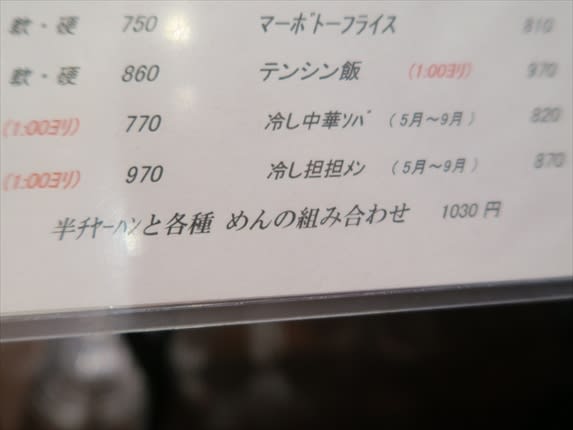 軟・硬 750 マーボトーフライス 810
軟・硬 860 テンシン飯 (1:00ヨリ) 970
(1:00ヨリ) 770 冷し中華ソバ (5月～9月) 820
(1:00ヨリ) 970 冷し担担メン (5月～9月) 870
半チャーハンと各種 めんの組み合わせ 1030円